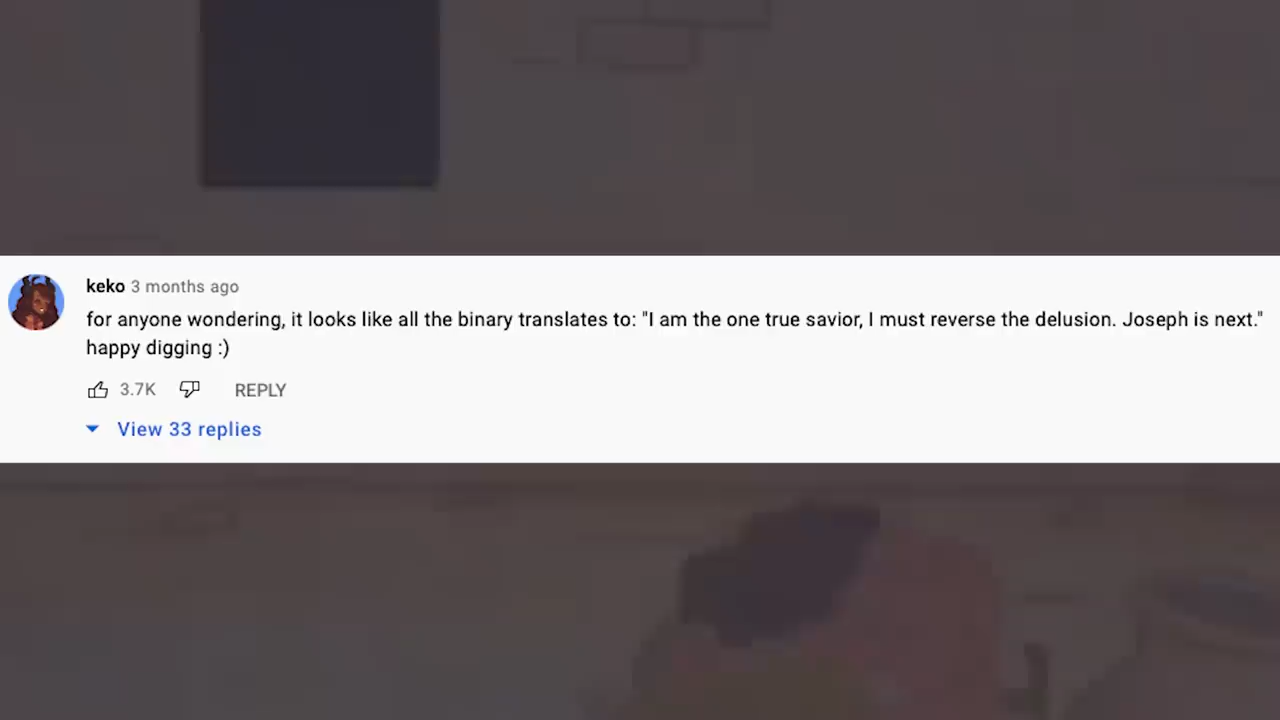 keko 3 months ago
for anyone wondering, it looks like all the binary translates to: "I am the one true savior, I must reverse the delusion. Joseph is next."
happy digging :)
3.7K REPLY
View 33 replies